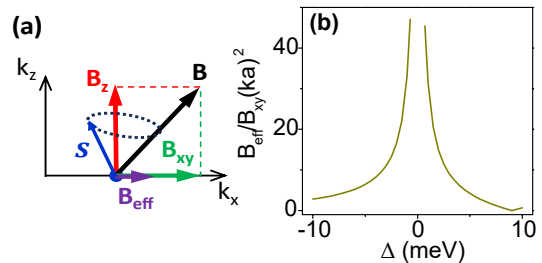 (a)
k_z
B_z
B
S
B_xy
B_eff
k_x
(b)
B_eff/B_xy(ka)^2
40
20
0
-10
0
10
Δ (meV)